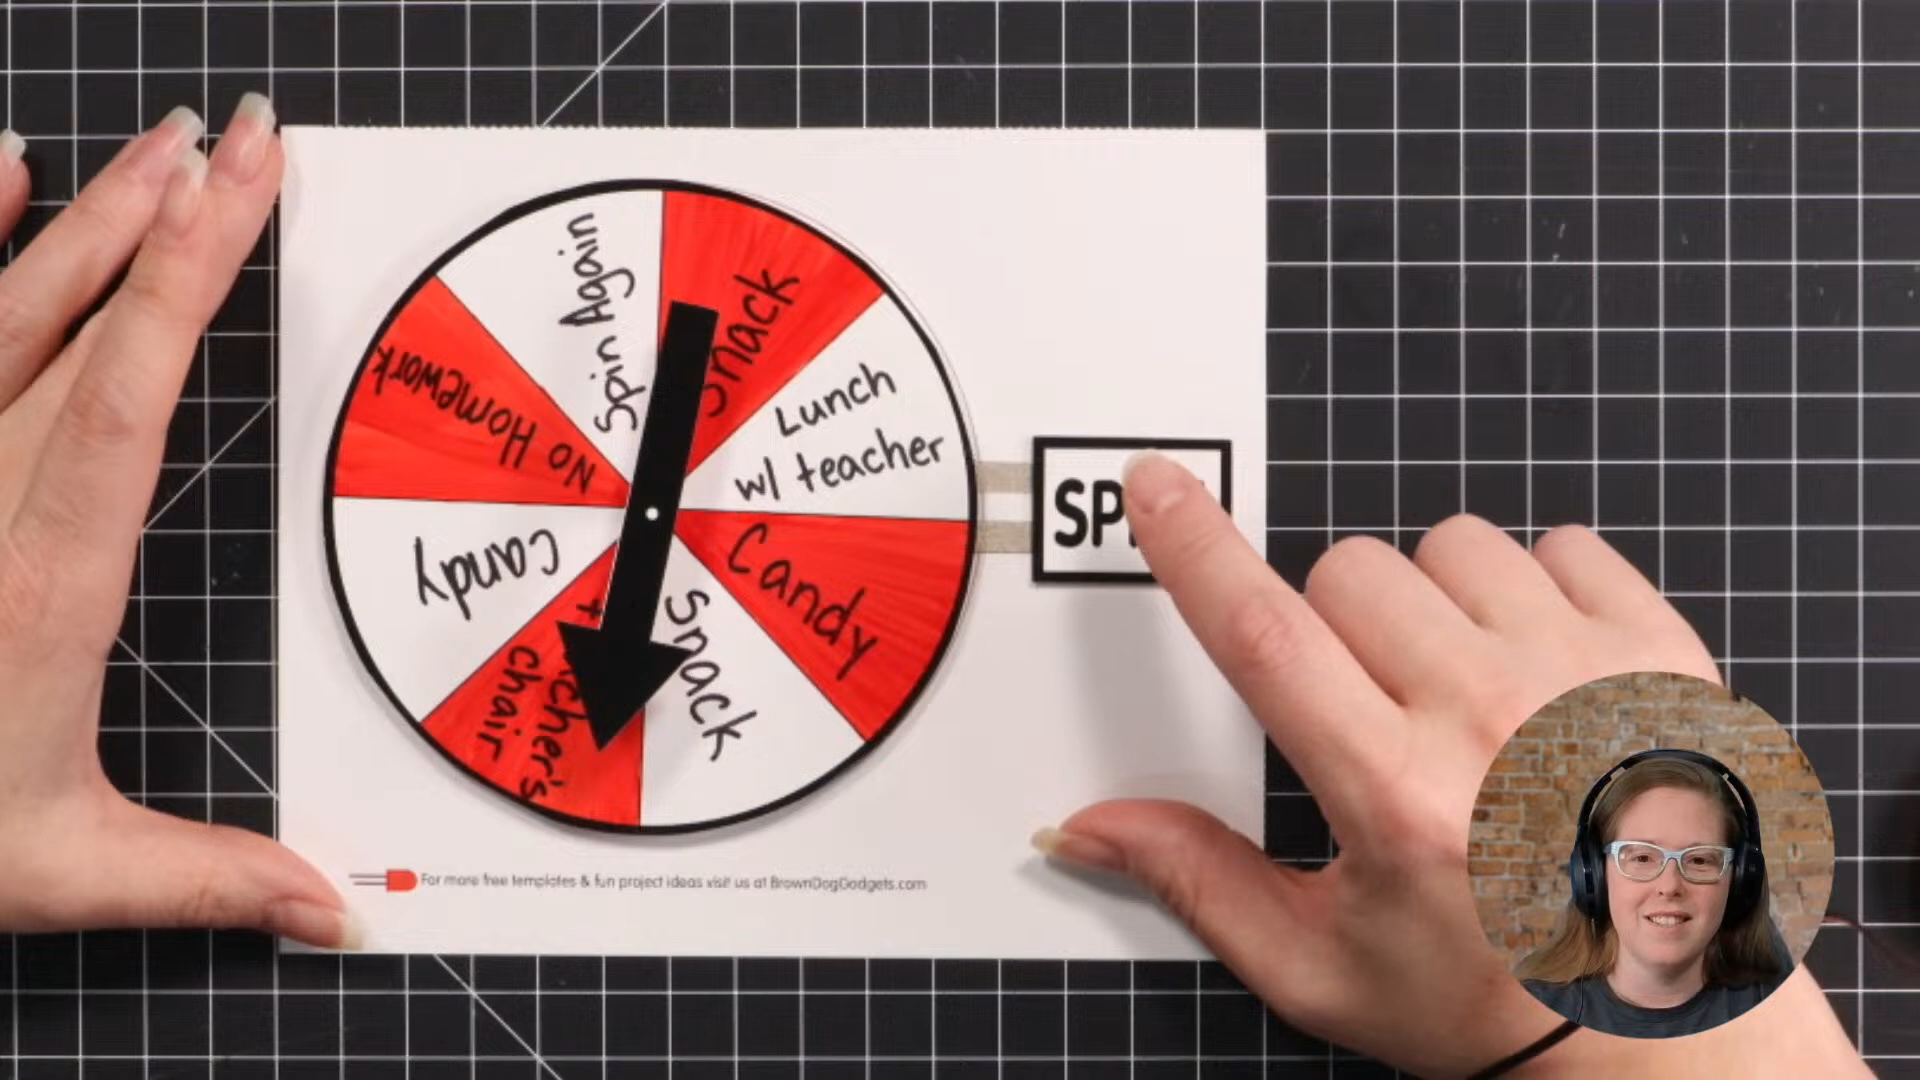 Spin Again
Snack
Lunch
w/ teacher
Candy
Snack
chair
Candy
No Homework
For more free templates & fun project ideas visit us at BrownDogGadgets.com